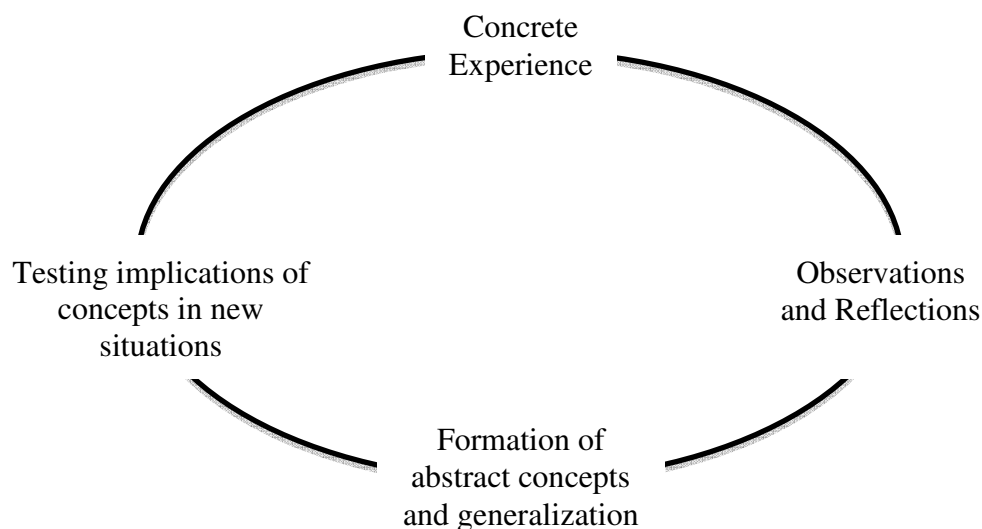 Concrete
Experience
Testing implications of
concepts in new
situations
Observations
and Reflections
Formation of
abstract concepts
and generalization